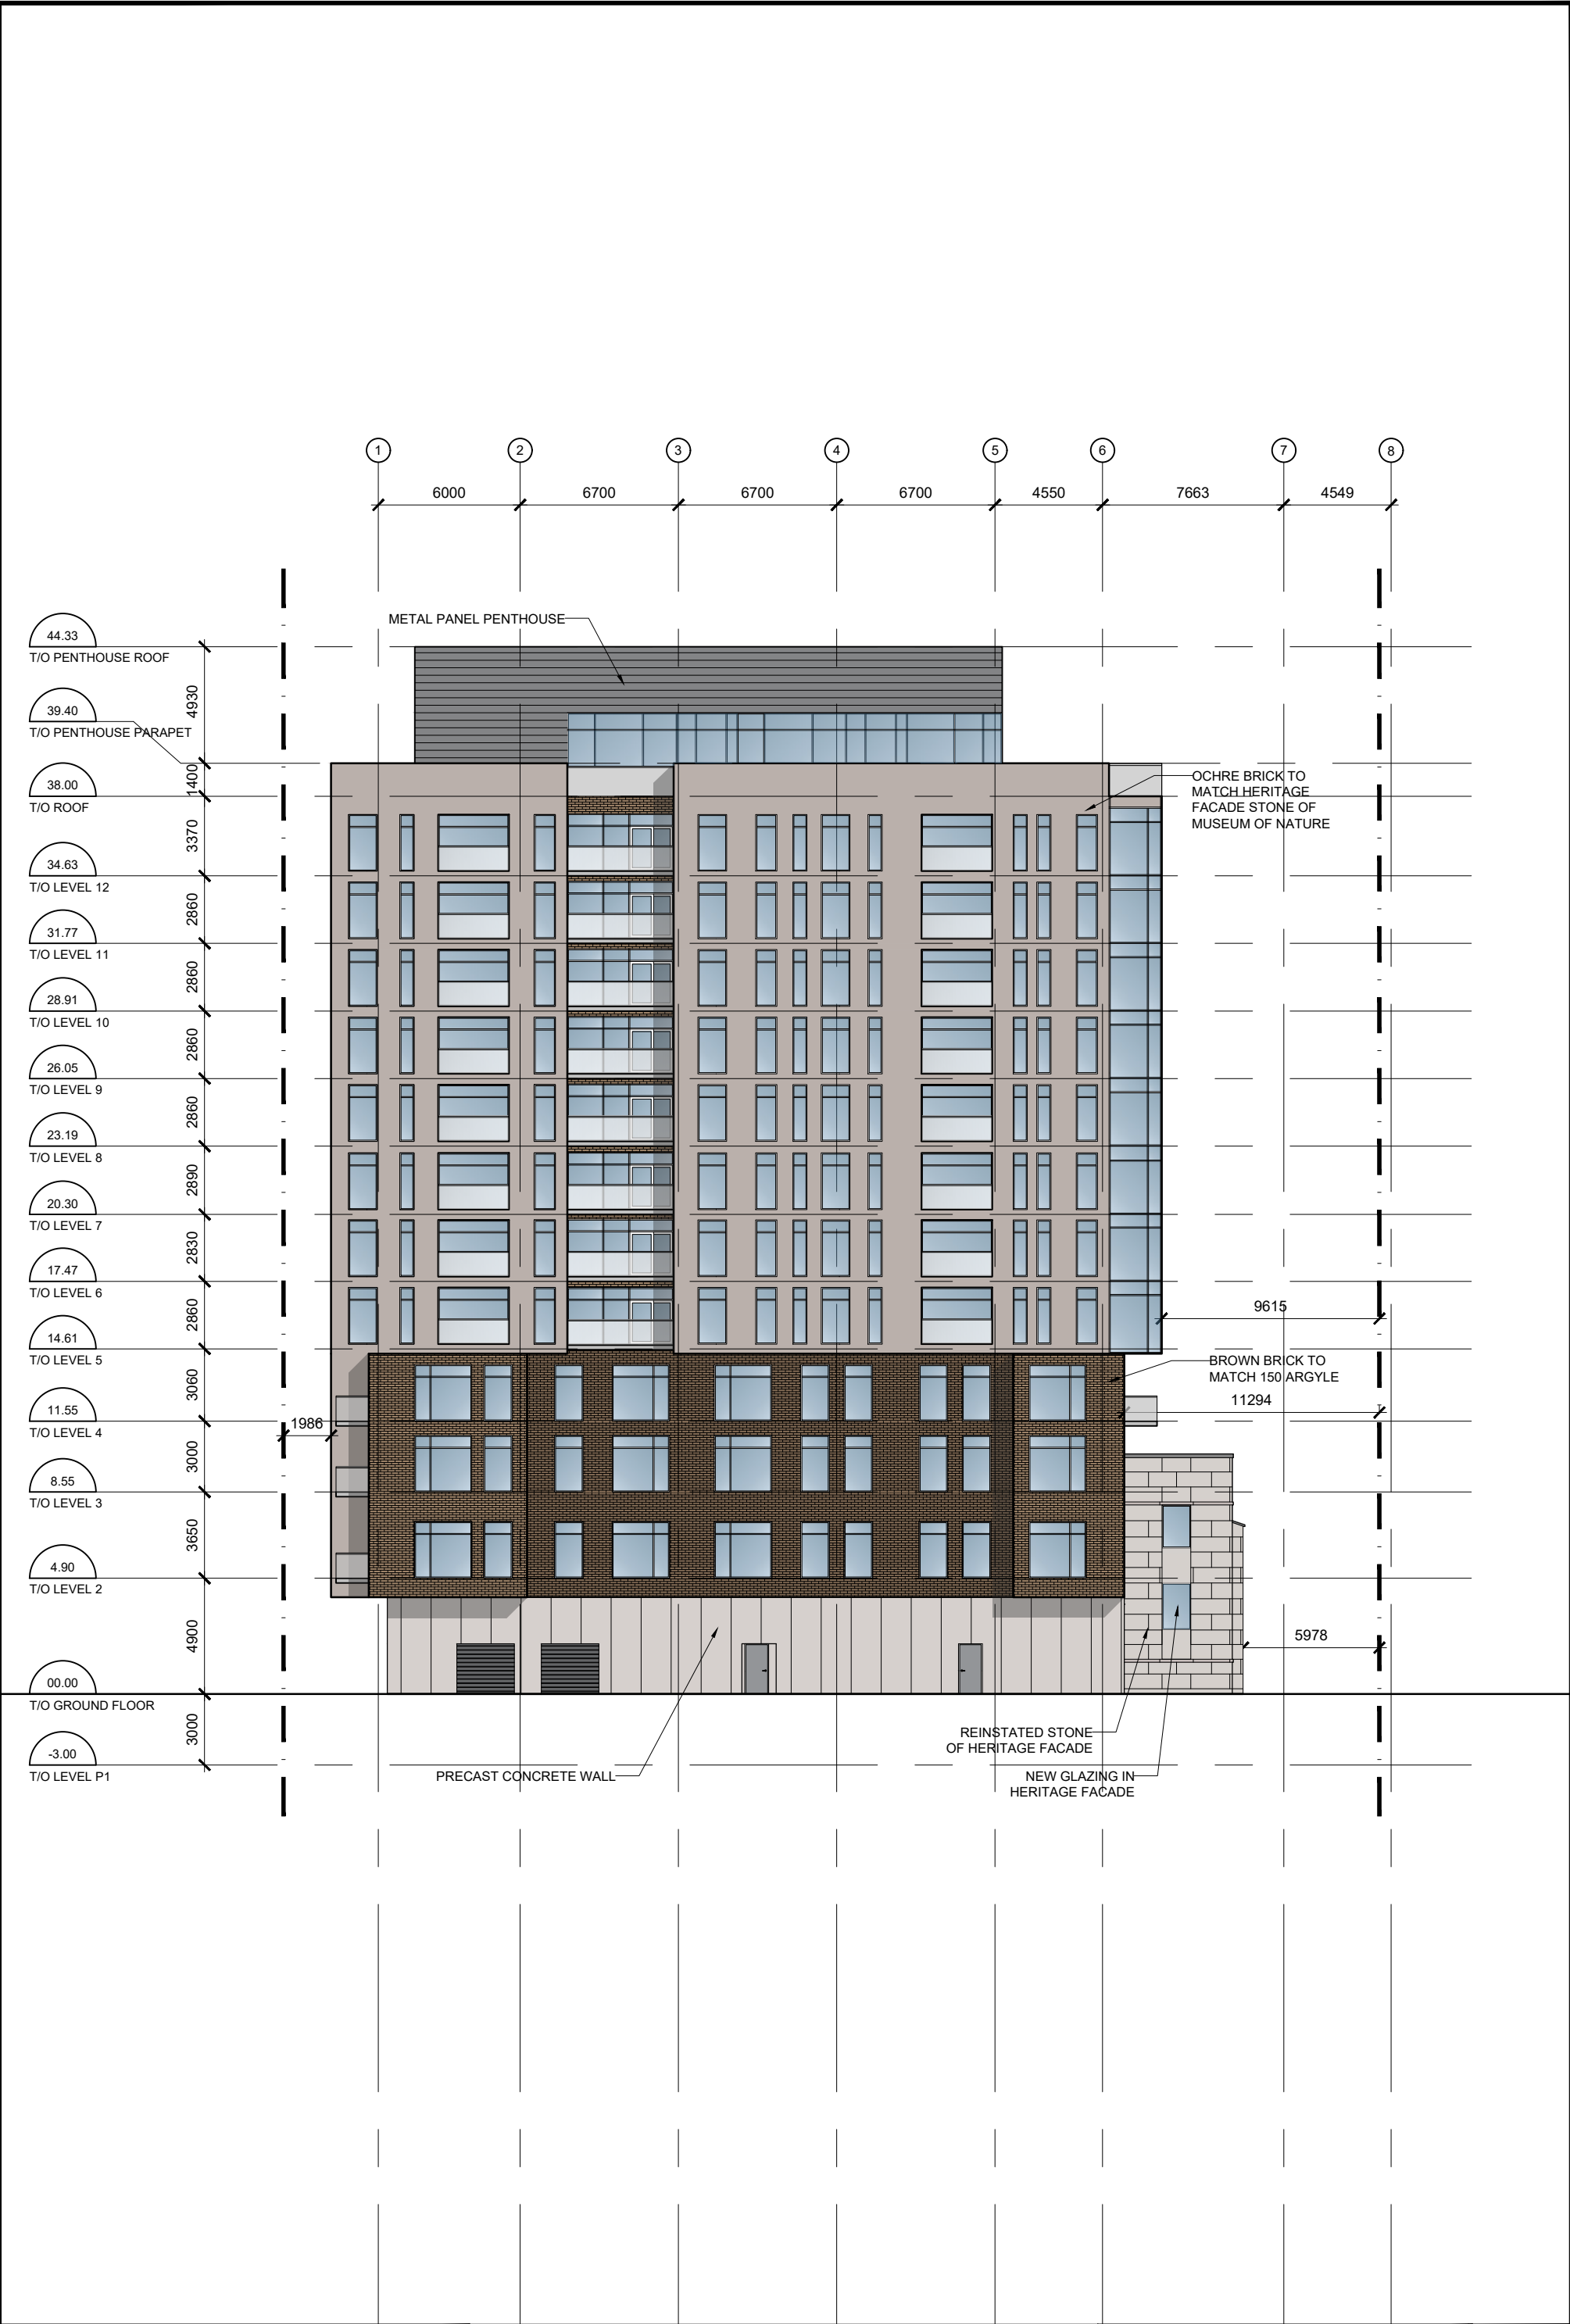 1 2 3 4 5 6 7 8
6000 6700 6700 6700 4550 7663 4549
METAL PANEL PENTHOUSE
44.33
T/O PENTHOUSE ROOF
4930
39.40
T/O PENTHOUSE PARAPET
1400
38.00
T/O ROOF
OCHRE BRICK TO
MATCH HERITAGE
FACADE STONE OF
MUSEUM OF NATURE
3370
34.63
T/O LEVEL 12
2860
31.77
T/O LEVEL 11
2860
28.91
T/O LEVEL 10
2860
26.05
T/O LEVEL 9
2860
23.19
T/O LEVEL 8
2890
20.30
T/O LEVEL 7
2830
17.47
T/O LEVEL 6
2860
9615
14.61
T/O LEVEL 5
BROWN BRICK TO
MATCH 150 ARGYLE
3060
11294
11.55
T/O LEVEL 4
1986
3000
8.55
T/O LEVEL 3
3650
4.90
T/O LEVEL 2
4900
5978
00.00
T/O GROUND FLOOR
3000
-3.00
T/O LEVEL P1
REINSTATED STONE
OF HERITAGE FACADE
PRECAST CONCRETE WALL
NEW GLAZING IN
HERITAGE FACADE